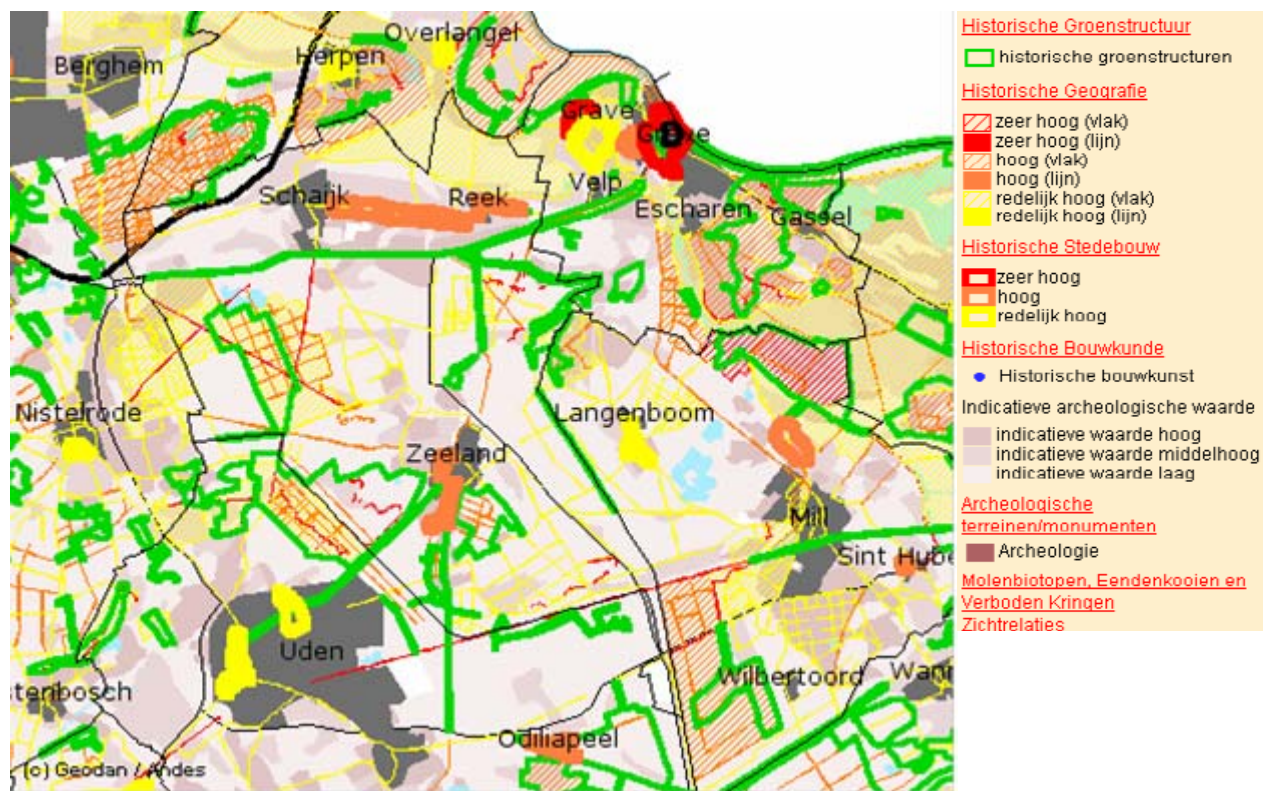 Overlangel
Herpen
Berghem
Grave
Grave
Velp
Schaijk
Reek
Escharen
Gassel
Nistelrode
Langenboom
Zeeland
Mill
Uden
Wilbertoord
Odiliapeel
(c) Geodan / Andes
Historische Groenstructuur
historische groenstructuren
Historische Geografie
zeer hoog (vlak)
zeer hoog (lijn)
hoog (vlak)
hoog (lijn)
redelijk hoog (vlak)
redelijk hoog (lijn)
Historische Stedebouw
zeer hoog
hoog
redelijk hoog
Historische Bouwkunde
Historische bouwkunst
Indicatieve archeologische waarde
indicatieve waarde hoog
indicatieve waarde middelhoog
indicatieve waarde laag
Archeologische
terreinen/monumenten
Archeologie
Molenbiotopen, Eendenkooien en
Verboden Kringen
Zichtrelaties